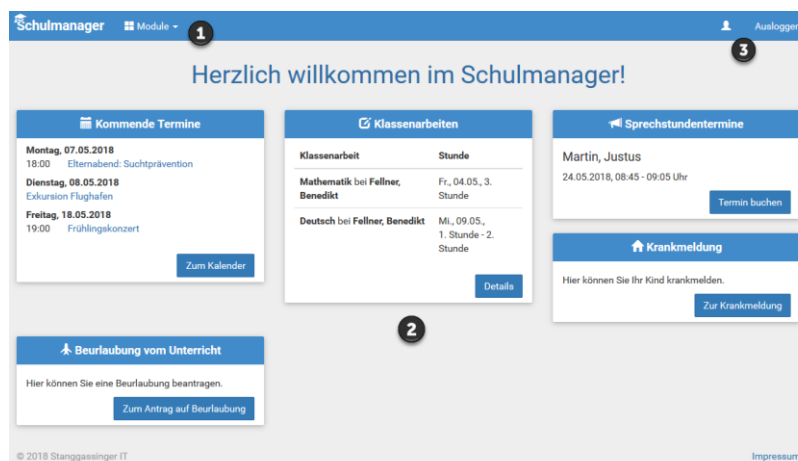 Schulmanager
Module
1
Ausloggen
3
Herzlich willkommen im Schulmanager!
Kommende Termine
Montag, 07.05.2018
18:00 Elternabend: Suchtprävention
Dienstag, 08.05.2018
Exkursion Flughafen
Freitag, 18.05.2018
19:00 Frühlingskonzert
Zum Kalender
Klassenarbeiten
Klassenarbeit Stunde
Mathematik bei Fellner, Fr., 04.05., 3.
Benedikt Stunde
Deutsch bei Fellner, Benedikt Mi., 09.05.,
1. Stunde - 2.
Stunde
Details
Sprechstundentermine
Martin, Justus
24.05.2018, 08:45 - 09:05 Uhr
Termin buchen
Krankmeldung
Hier können Sie Ihr Kind krankmelden.
Zur Krankmeldung
2
Beurlaubung vom Unterricht
Hier können Sie eine Beurlaubung beantragen.
Zum Antrag auf Beurlaubung
© 2018 Stanggassinger IT
Impressum